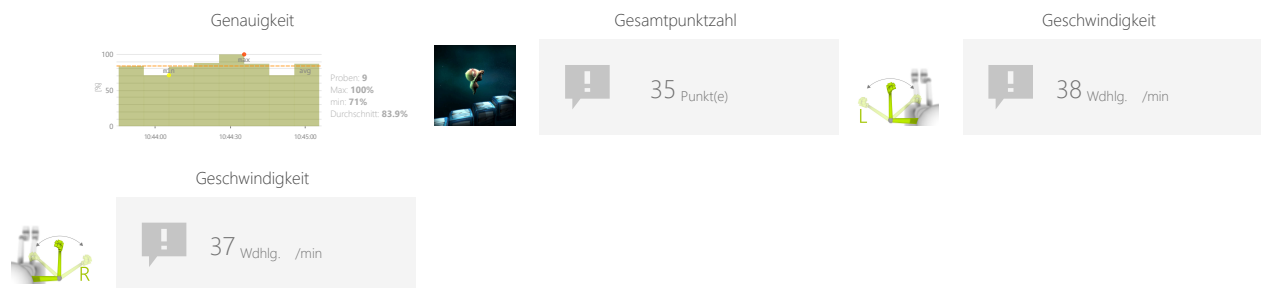 Genauigkeit
100
50
0
[%]
min
max
avg
10:44:00
10:44:30
10:45:00
Proben: 9
Max: 100%
min: 71%
Durchschnitt: 83.9%
Gesamtpunktzahl
35 Punkt(e)
Geschwindigkeit
L
38 Wdhlg. /min
Geschwindigkeit
R
37 Wdhlg. /min